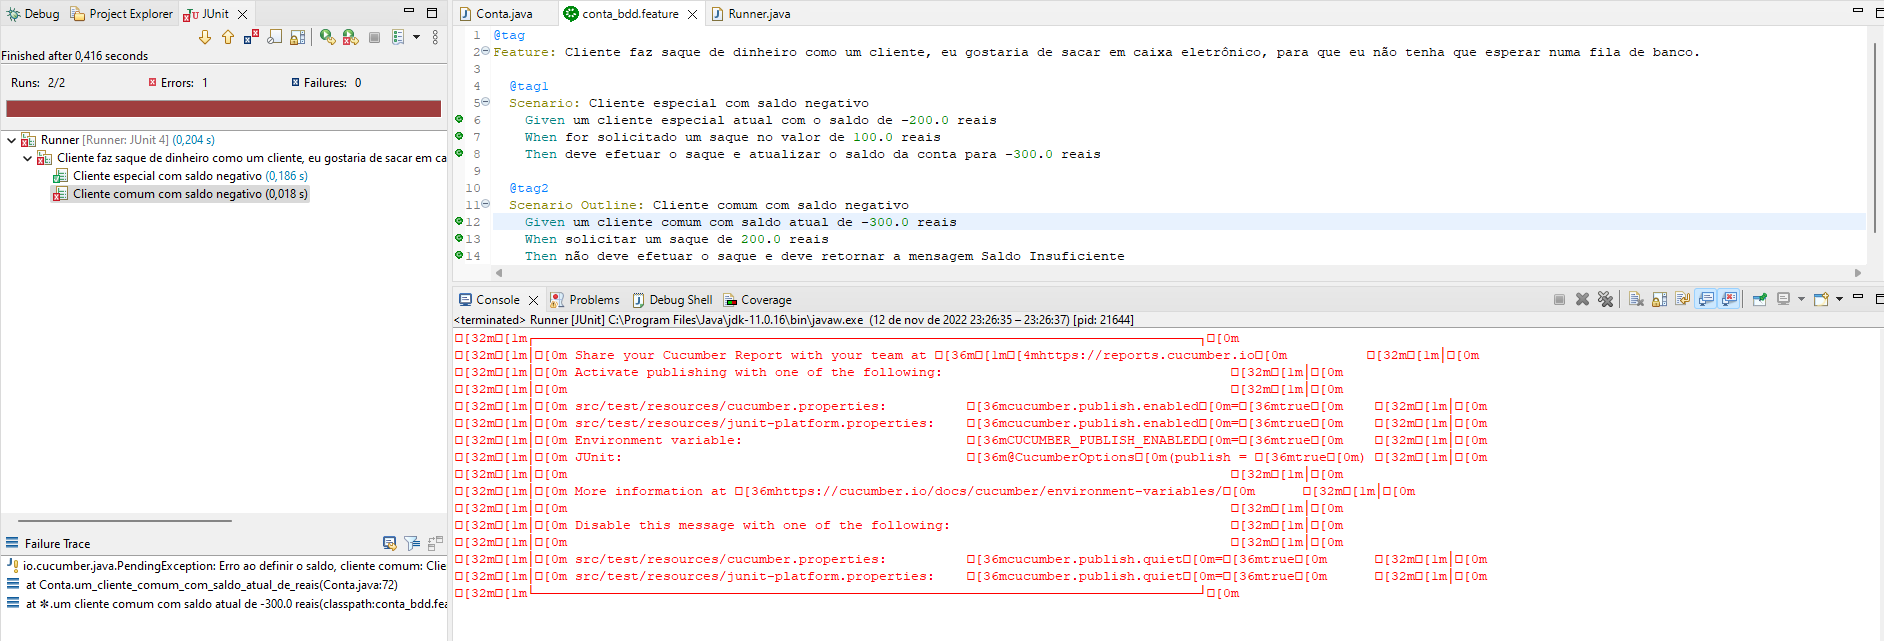 Debug Project Explorer JUnit
Finished after 0,416 seconds
Runs: 2/2 Errors: 1 Failures: 0
Runner [Runner: JUnit 4] (0,204 s)
Cliente faz saque de dinheiro como um cliente, eu gostaria de sacar em ca
Cliente especial com saldo negativo (0,186 s)
Cliente comum com saldo negativo (0,018 s)
Failure Trace
io.cucumber.java.PendingException: Erro ao definir o saldo, cliente comum: Clie
at Conta.um_cliente_comum_com_saldo_atual_de_reais(Conta.java:72)
at ✽.um cliente comum com saldo atual de -300.0 reais(classpath:conta_bdd.fea
Conta.java conta_bdd.feature Runner.java
1 @tag
2 Feature: Cliente faz saque de dinheiro como um cliente, eu gostaria de sacar em caixa eletrônico, para que eu não tenha que esperar numa fila de banco.
3
4 @tag1
5 Scenario: Cliente especial com saldo negativo
6 Given um cliente especial atual com o saldo de -200.0 reais
7 When for solicitado um saque no valor de 100.0 reais
8 Then deve efetuar o saque e atualizar o saldo da conta para -300.0 reais
9
10 @tag2
11 Scenario Outline: Cliente comum com saldo negativo
12 Given um cliente comum com saldo atual de -300.0 reais
13 When solicitar um saque de 200.0 reais
14 Then não deve efetuar o saque e deve retornar a mensagem Saldo Insuficiente
Console Problems Debug Shell Coverage
<terminated> Runner [JUnit] C:\Program Files\Java\jdk-11.0.16\bin\javaw.exe (12 de nov de 2022 23:26:35 – 23:26:37) [pid: 21644]
□[32m□[1m┌──────────┐□[0m
□[32m□[1m│□[0m Share your Cucumber Report with your team at □[36m□[1m□[4mhttps://reports.cucumber.io□[0m □[32m□[1m│□[0m
□[32m□[1m│□[0m Activate publishing with one of the following: □[32m□[1m│□[0m
□[32m□[1m│□[0m □[32m□[1m│□[0m
□[32m□[1m│□[0m src/test/resources/cucumber.properties: □[36mcucumber.publish.enabled□[0m=□[36mtrue□[0m □[32m□[1m│□[0m
□[32m□[1m│□[0m src/test/resources/junit-platform.properties: □[36mcucumber.publish.enabled□[0m=□[36mtrue□[0m □[32m□[1m│□[0m
□[32m□[1m│□[0m Environment variable: □[36mCUCUMBER_PUBLISH_ENABLED□[0m=□[36mtrue□[0m □[32m□[1m│□[0m
□[32m□[1m│□[0m JUnit: □[36m@CucumberOptions□[0m(publish = □[36mtrue□[0m) □[32m□[1m│□[0m
□[32m□[1m│□[0m □[32m□[1m│□[0m
□[32m□[1m│□[0m More information at □[36mhttps://cucumber.io/docs/cucumber/environment-variables/□[0m □[32m□[1m│□[0m
□[32m□[1m│□[0m □[32m□[1m│□[0m
□[32m□[1m│□[0m Disable this message with one of the following: □[32m□[1m│□[0m
□[32m□[1m│□[0m □[32m□[1m│□[0m
□[32m□[1m│□[0m src/test/resources/cucumber.properties: □[36mcucumber.publish.quiet□[0m=□[36mtrue□[0m □[32m□[1m│□[0m
□[32m□[1m│□[0m src/test/resources/junit-platform.properties: □[36mcucumber.publish.quiet□[0m=□[36mtrue□[0m □[32m□[1m│□[0m
□[32m□[1m└──────────┘□[0m